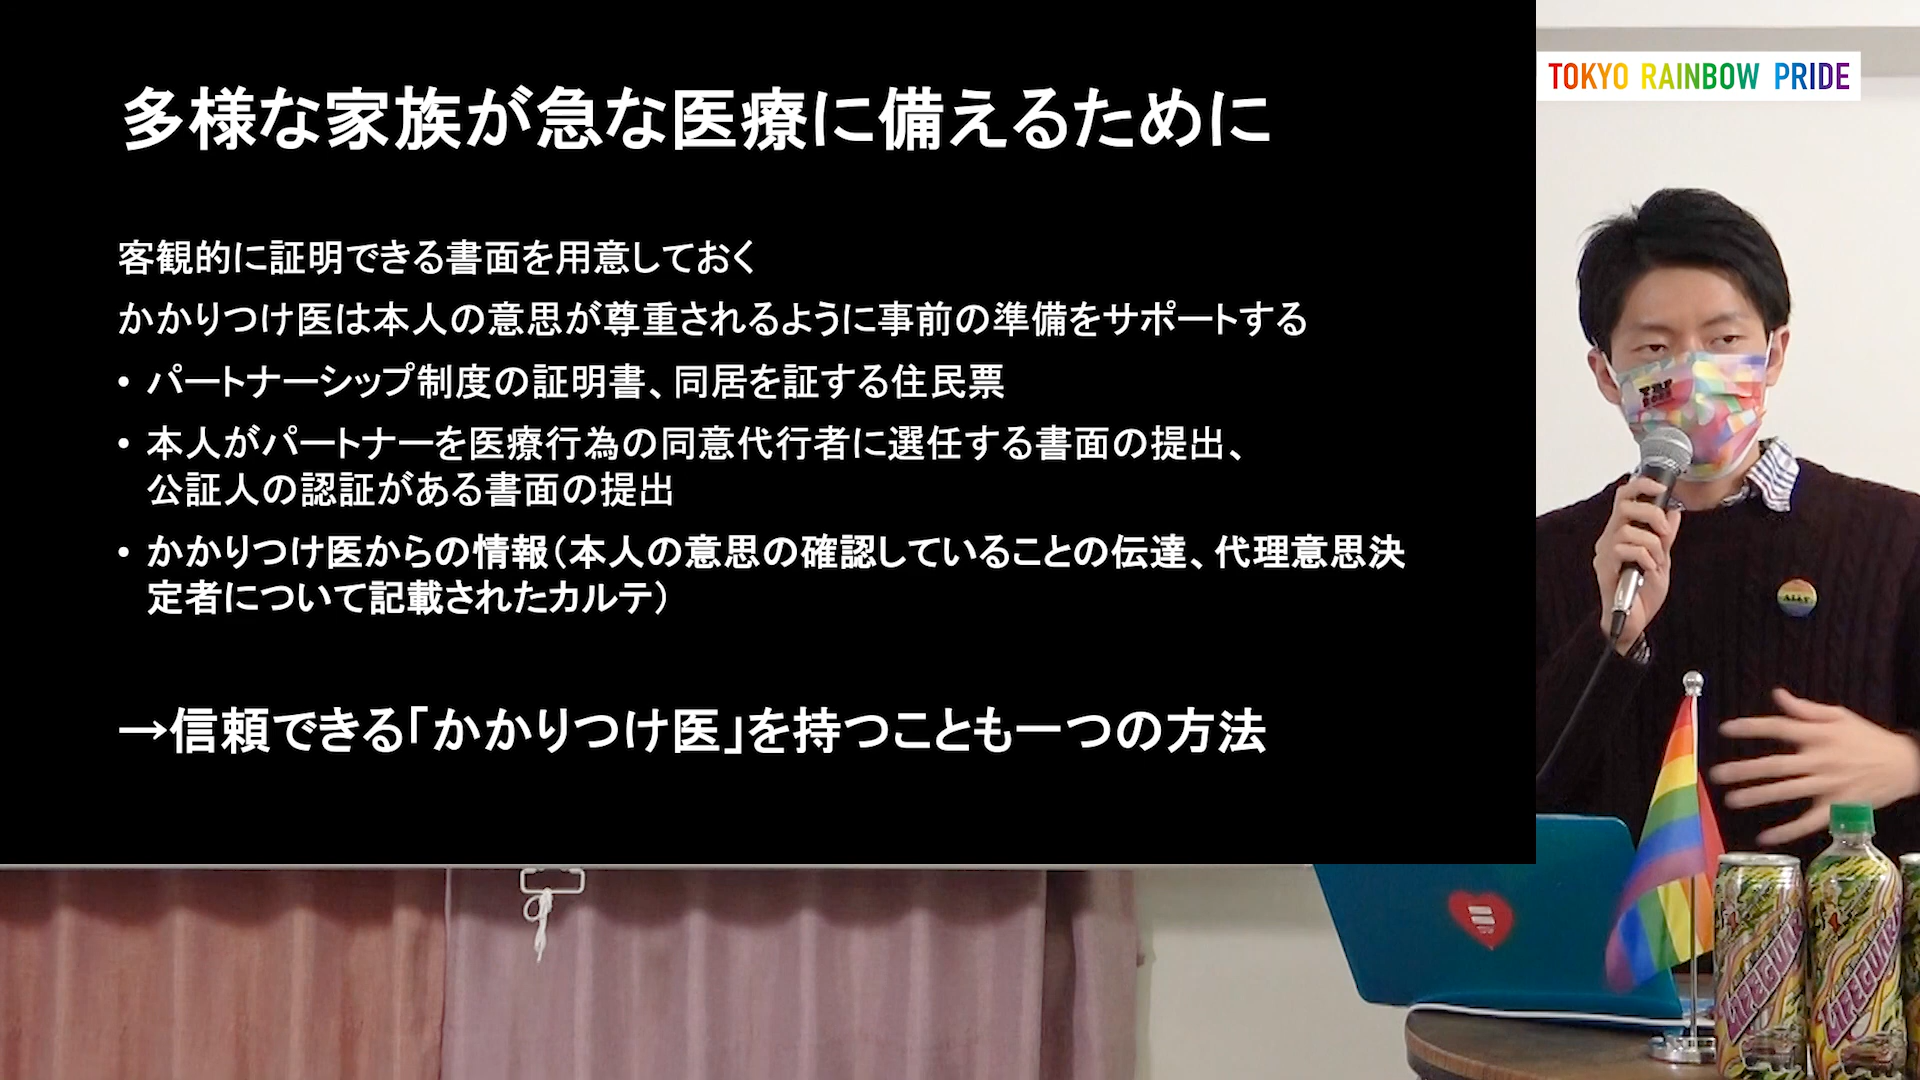 多様な家族が急な医療に備えるために
TOKYO RAINBOW PRIDE
客観的に証明できる書面を用意しておく
かかりつけ医は本人の意思が尊重されるように事前の準備をサポートする
• パートナーシップ制度の証明書、同居を証する住民票
• 本人がパートナーを医療行為の同意代行者に選任する書面の提出、
公証人の認証がある書面の提出
• かかりつけ医からの情報（本人の意思の確認していることの伝達、代理意思決
定者について記載されたカルテ）
→信頼できる「かかりつけ医」を持つことも一つの方法
ALLY
LIFEGUARD
LIFEGUARD